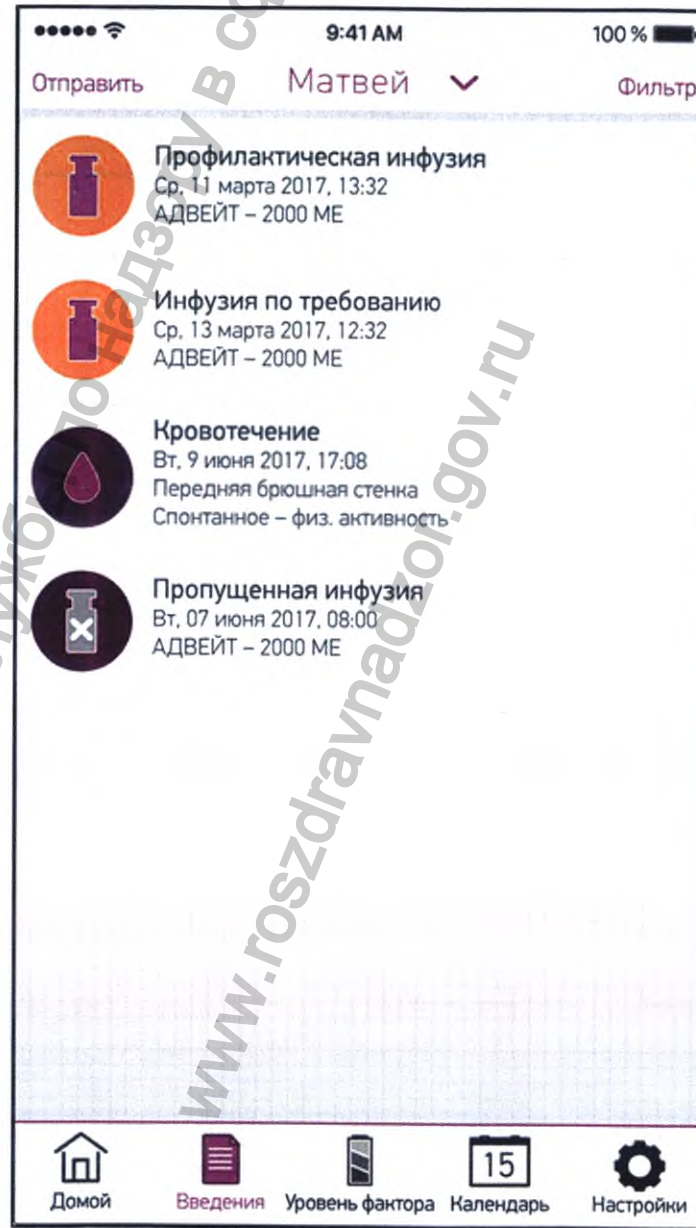 9:41 AM
100 %
Отправить
Матвей
Фильтр
Профилактическая инфузия
Ср, 11 марта 2017, 13:32
АДВЕЙТ – 2000 МЕ
Инфузия по требованию
Ср, 13 марта 2017, 12:32
АДВЕЙТ – 2000 МЕ
Кровотечение
Вт, 9 июня 2017, 17:08
Передняя брюшная стенка
Спонтанное – физ. активность
Пропущенная инфузия
Вт, 07 июня 2017, 08:00
АДВЕЙТ – 2000 МЕ
15
Домой
Введения
Уровень фактора
Календарь
Настройки
надзору в
www.roszdravnadzor.gov.ru